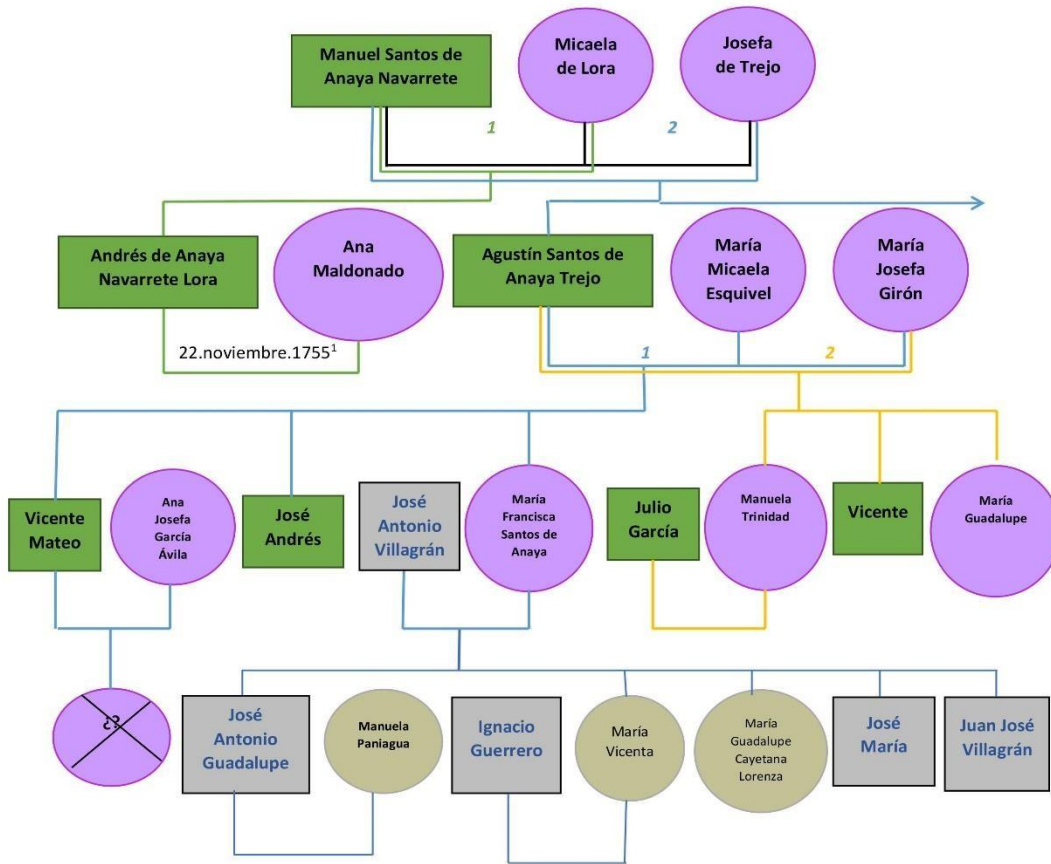 Manuel Santos de
Anaya Navarrete
Micaela
de Lora
Josefa
de Trejo
1
2
Andrés de Anaya
Navarrete Lora
Ana
Maldonado
Agustín Santos de
Anaya Trejo
María
Micaela
Esquivel
María
Josefa
Girón
22.noviembre.1755¹
1
2
Vicente
Mateo
Ana
Josefa
García
Ávila
José
Andrés
José
Antonio
Villagrán
María
Francisca
Santos de
Anaya
Julio
García
Manuela
Trinidad
Vicente
María
Guadalupe
¿?
José
Antonio
Guadalupe
Manuela
Paniagua
Ignacio
Guerrero
María
Vicenta
María
Guadalupe
Cayetana
Lorenza
José
María
Juan José
Villagrán